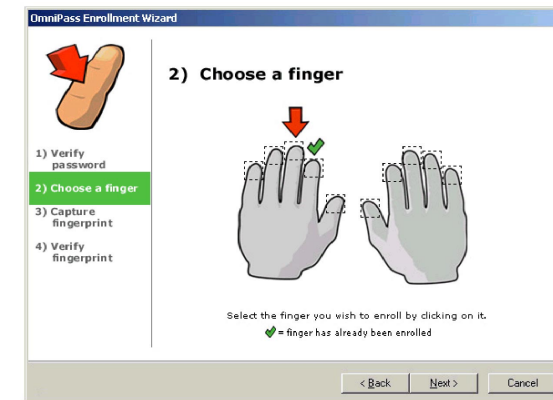 OmniPass Enrollment Wizard
2) Choose a finger
1) Verify
password
2) Choose a finger
3) Capture
fingerprint
4) Verify
fingerprint
Select the finger you wish to enroll by clicking on it.
= finger has already been enrolled
< Back
Next >
Cancel